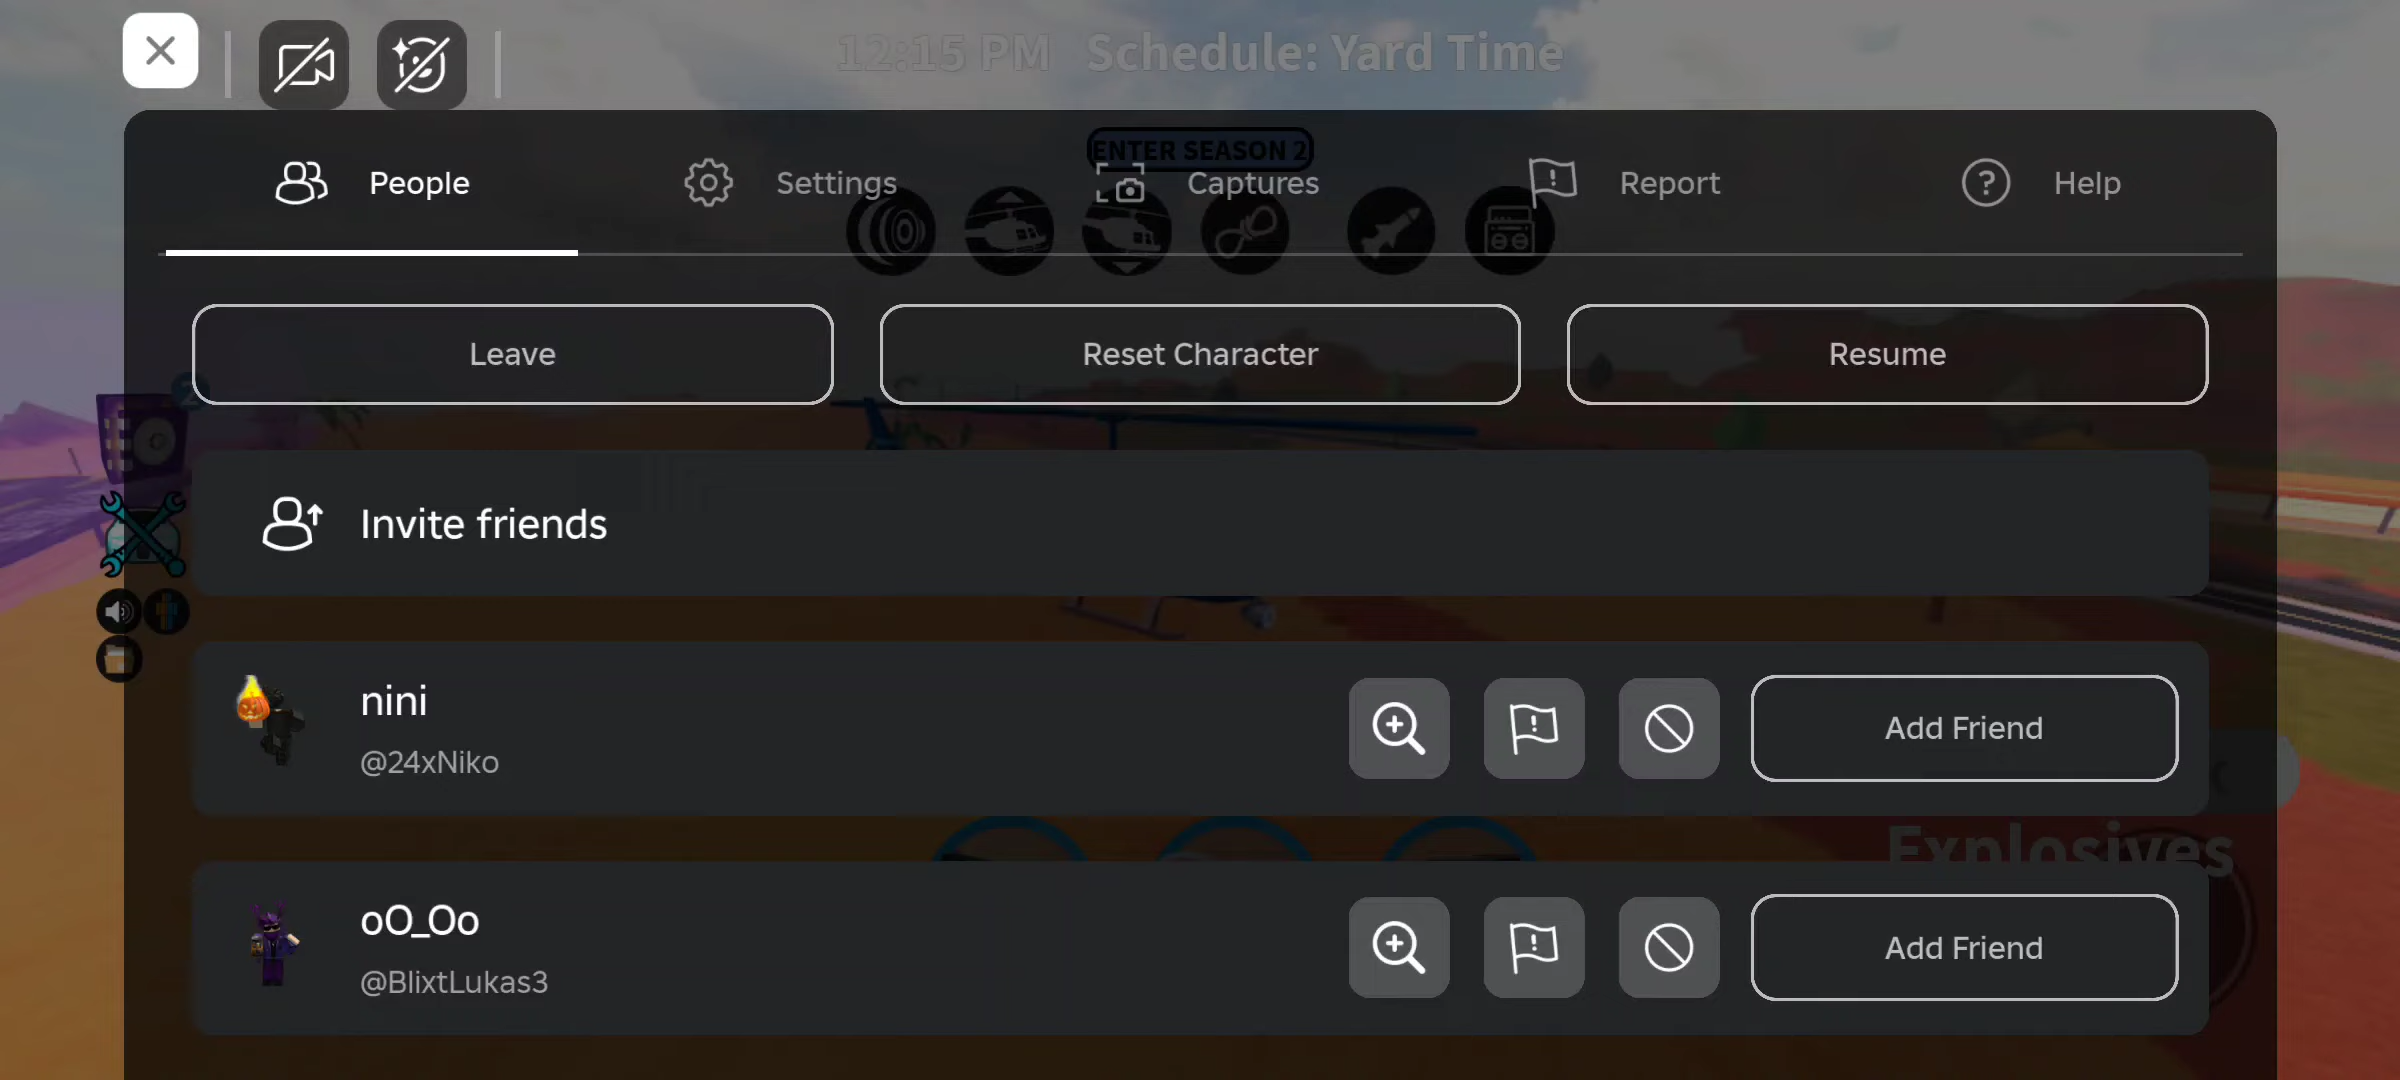 12:15 PM Schedule: Yard Time
ENTER SEASON 2
People Settings Captures Report Help
Leave Reset Character Resume
2
Invite friends
nini
@24xNiko
Add Friend
Explosives
oO_Oo
@BlixtLukas3
Add Friend